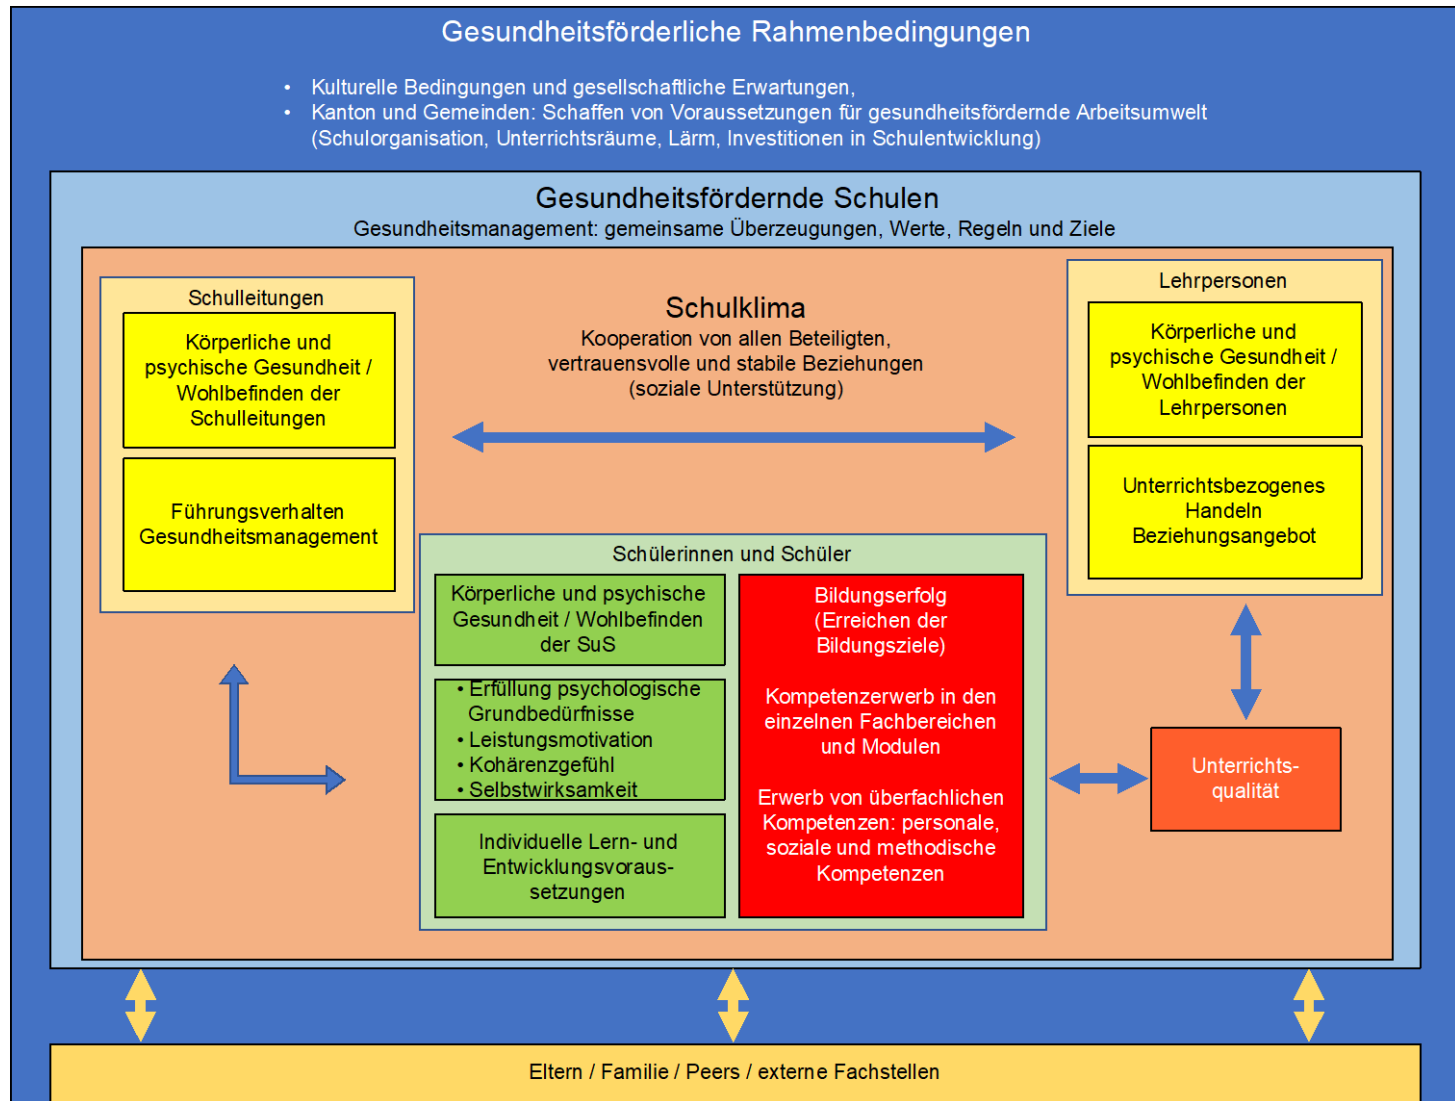 Gesundheitsförderliche Rahmenbedingungen
• Kulturelle Bedingungen und gesellschaftliche Erwartungen,
• Kanton und Gemeinden: Schaffen von Voraussetzungen für gesundheitsfördernde Arbeitsumwelt
(Schulorganisation, Unterrichtsräume, Lärm, Investitionen in Schulentwicklung)
Gesundheitsfördernde Schulen
Gesundheitsmanagement: gemeinsame Überzeugungen, Werte, Regeln und Ziele
Schulleitungen
Körperliche und
psychische Gesundheit /
Wohlbefinden der
Schulleitungen
Führungsverhalten
Gesundheitsmanagement
Schulklima
Kooperation von allen Beteiligten,
vertrauensvolle und stabile Beziehungen
(soziale Unterstützung)
Lehrpersonen
Körperliche und
psychische Gesundheit /
Wohlbefinden der
Lehrpersonen
Unterrichtsbezogenes
Handeln
Beziehungsangebot
Schülerinnen und Schüler
Körperliche und psychische
Gesundheit / Wohlbefinden
der SuS
• Erfüllung psychologische
Grundbedürfnisse
• Leistungsmotivation
• Kohärenzgefühl
• Selbstwirksamkeit
Individuelle Lern- und
Entwicklungsvoraus-
setzungen
Bildungserfolg
(Erreichen der
Bildungsziele)
Kompetenzerwerb in den
einzelnen Fachbereichen
und Modulen
Erwerb von überfachlichen
Kompetenzen: personale,
soziale und methodische
Kompetenzen
Unterrichts-
qualität
Eltern / Familie / Peers / externe Fachstellen